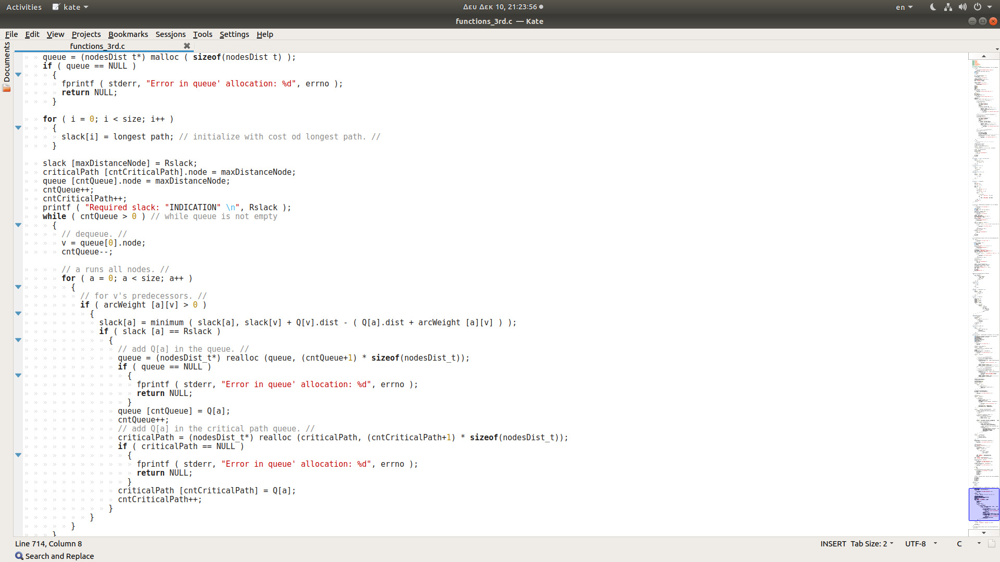 Activities kate Δευ Δεκ 10, 21:23:56 en
functions_3rd.c — Kate
File Edit View Projects Bookmarks Sessions Tools Settings Help
functions_3rd.c
Documents
queue = (nodesDist t*) malloc ( sizeof(nodesDist t) );
if ( queue == NULL )
{
fprintf ( stderr, "Error in queue' allocation: %d", errno );
return NULL;
}
for ( i = 0; i < size; i++ )
{
slack[i] = longest path; // initialize with cost od longest path. //
}
slack [maxDistanceNode] = Rslack;
criticalPath [cntCriticalPath].node = maxDistanceNode;
queue [cntQueue].node = maxDistanceNode;
cntQueue++;
cntCriticalPath++;
printf ( "Required slack: "INDICATION" \n", Rslack );
while ( cntQueue > 0 ) // while queue is not empty
{
// dequeue. //
v = queue[0].node;
cntQueue--;
// a runs all nodes. //
for ( a = 0; a < size; a++ )
{
// for v's predecessors. //
if ( arcWeight [a][v] > 0 )
{
slack[a] = minimum ( slack[a], slack[v] + Q[v].dist - ( Q[a].dist + arcWeight [a][v] ) );
if ( slack [a] == Rslack )
{
// add Q[a] in the queue. //
queue = (nodesDist_t*) realloc (queue, (cntQueue+1) * sizeof(nodesDist_t));
if ( queue == NULL )
{
fprintf ( stderr, "Error in queue' allocation: %d", errno );
return NULL;
}
queue [cntQueue] = Q[a];
cntQueue++;
// add Q[a] in the critical path queue. //
criticalPath = (nodesDist_t*) realloc (criticalPath, (cntCriticalPath+1) * sizeof(nodesDist_t));
if ( criticalPath == NULL )
{
fprintf ( stderr, "Error in queue' allocation: %d", errno );
return NULL;
}
criticalPath [cntCriticalPath] = Q[a];
cntCriticalPath++;
}
}
}
}
Line 714, Column 8 INSERT Tab Size: 2 UTF-8 C
Search and Replace